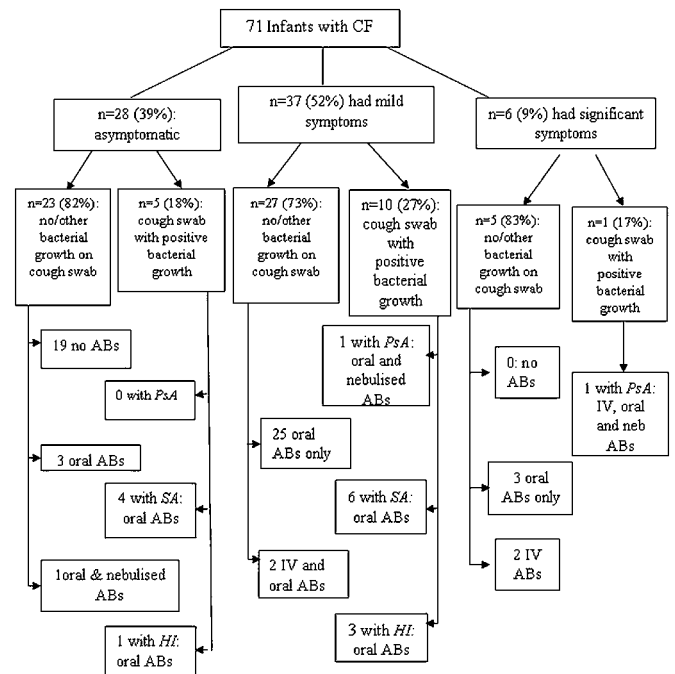 71 Infants with CF
n=28 (39%):
asymptomatic
n=37 (52%) had mild
symptoms
n=6 (9%) had significant
symptoms
n=23 (82%):
no/other
bacterial
growth on
cough swab
n=5 (18%):
cough swab
with positive
bacterial
growth
n=27 (73%):
no/other
bacterial
growth on
cough swab
n=10 (27%):
cough swab
with
positive
bacterial
growth
n=5 (83%):
no/other
bacterial
growth on
cough swab
n=1 (17%):
cough swab
with
positive
bacterial
growth
19 no ABs
0 with PsA
3 oral ABs
4 with SA:
oral ABs
1oral & nebulised
ABs
1 with HI:
oral ABs
1 with PsA:
oral and
nebulised
ABs
25 oral
ABs only
6 with SA:
oral ABs
2 IV and
oral ABs
3 with HI:
oral ABs
0: no
ABs
1 with PsA:
IV, oral
and neb
ABs
3 oral
ABs only
2 IV
ABs